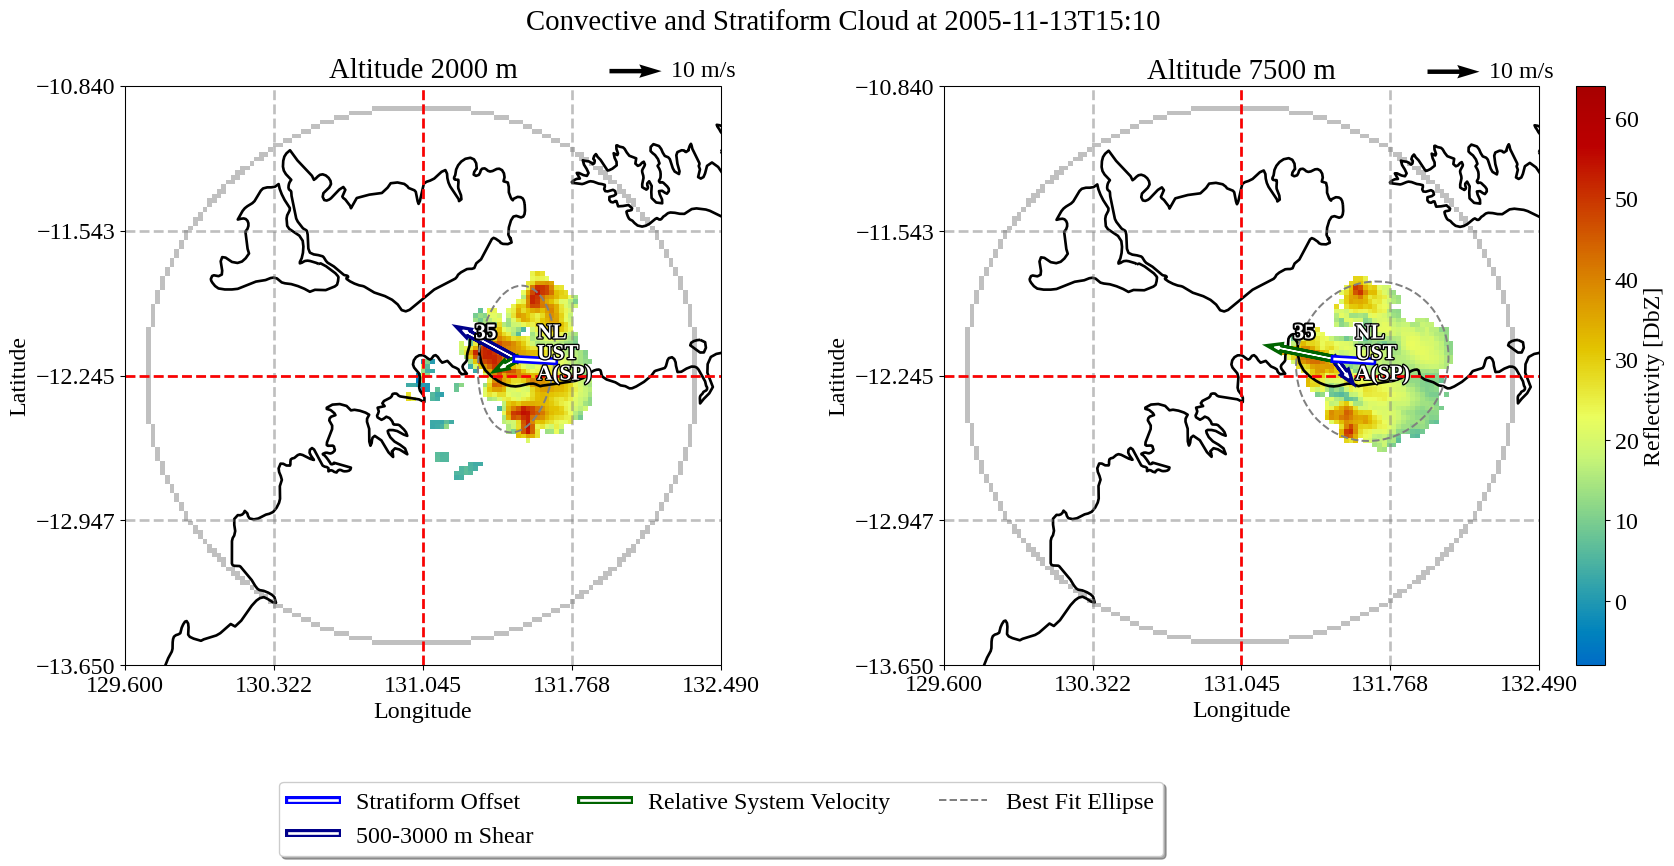 Convective and Stratiform Cloud at 2005-11-13T15:10
Altitude 2000 m
10 m/s
−10.840
−11.543
−12.245
−12.947
−13.650
Latitude
129.600
130.322
131.045
131.768
132.490
Longitude
35
NL
UST
A(SP)
Altitude 7500 m
10 m/s
−10.840
−11.543
−12.245
−12.947
−13.650
Latitude
129.600
130.322
131.045
131.768
132.490
Longitude
35
NL
UST
A(SP)
60
50
40
30
20
10
0
Reflectivity [DbZ]
Stratiform Offset
500-3000 m Shear
Relative System Velocity
Best Fit Ellipse